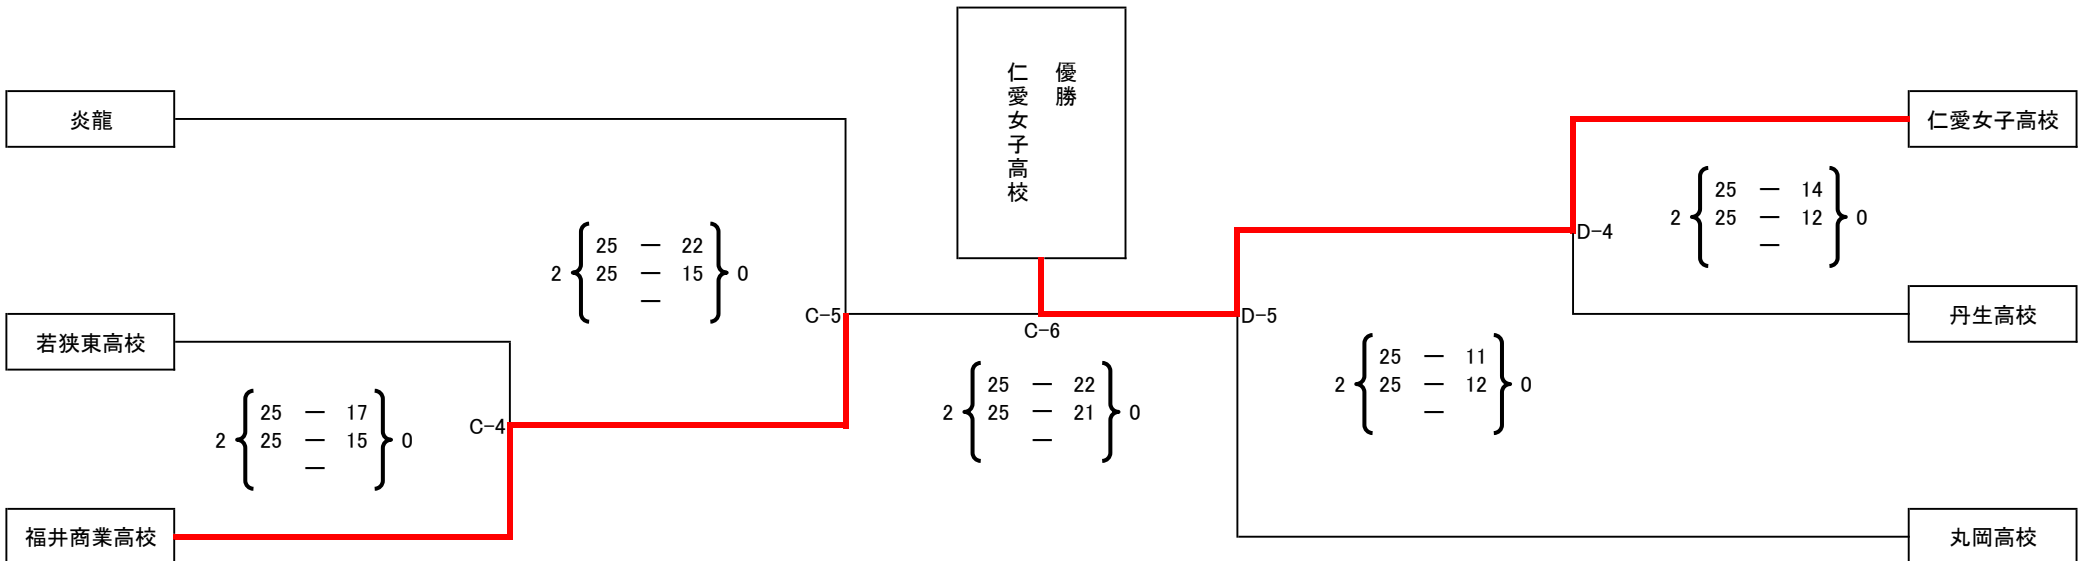 優勝
仁愛女子高校
炎龍
仁愛女子高校
25 — 14
2 25 — 12 0
—
D-4
25 — 22
2 25 — 15 0
—
丹生高校
C-5
D-5
C-6
若狭東高校
25 — 11
2 25 — 12 0
—
25 — 22
2 25 — 21 0
—
25 — 17
2 25 — 15 0
—
C-4
福井商業高校
丸岡高校